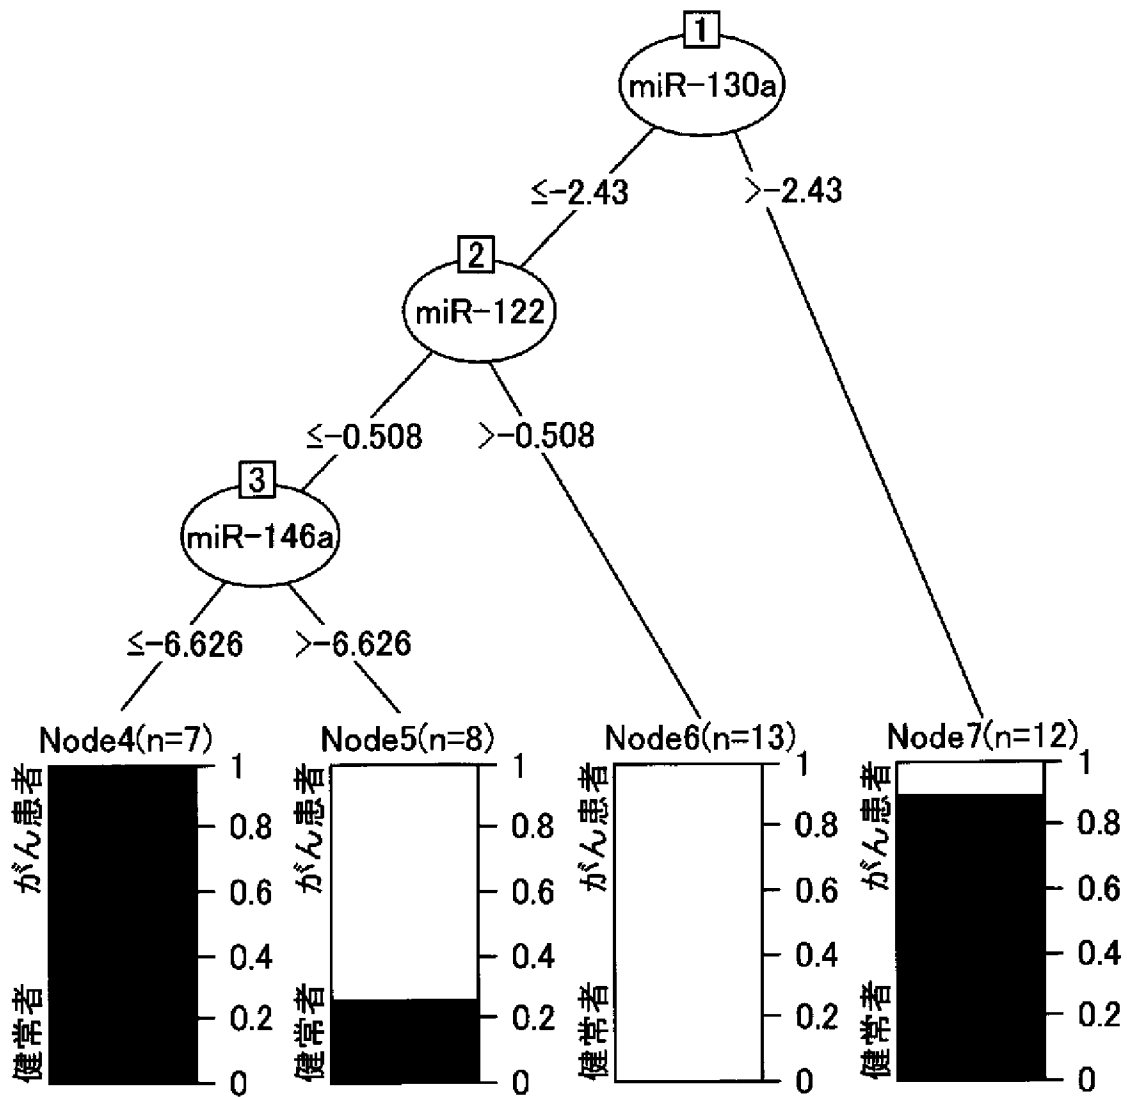 1
miR-130a
≤-2.43
>-2.43
2
miR-122
≤-0.508
>-0.508
3
miR-146a
≤-6.626
>-6.626
Node4(n=7)
がん患者
健常者
1
0.8
0.6
0.4
0.2
0
Node5(n=8)
がん患者
健常者
1
0.8
0.6
0.4
0.2
0
Node6(n=13)
がん患者
健常者
1
0.8
0.6
0.4
0.2
0
Node7(n=12)
がん患者
健常者
1
0.8
0.6
0.4
0.2
0